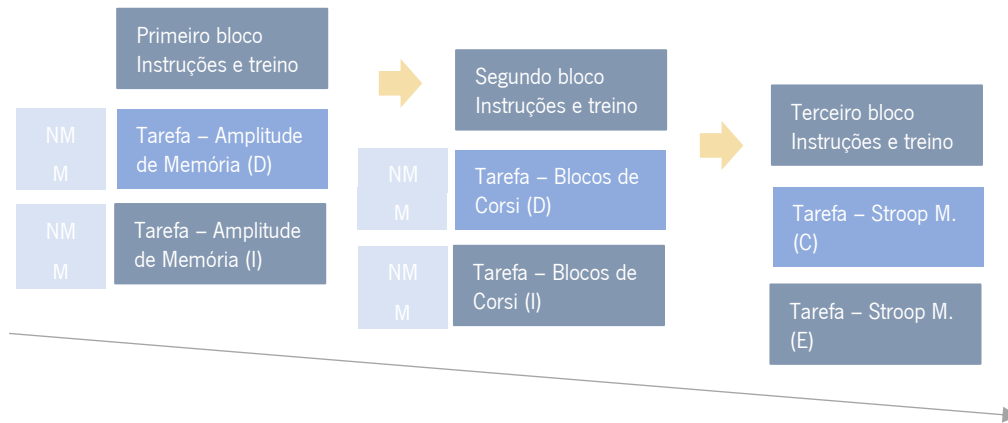 Primeiro bloco
Instruções e treino
NM
M
Tarefa – Amplitude
de Memória (D)
NM
M
Tarefa – Amplitude
de Memória (I)
Segundo bloco
Instruções e treino
NM
M
Tarefa – Blocos de
Corsi (D)
NM
M
Tarefa – Blocos de
Corsi (I)
Terceiro bloco
Instruções e treino
Tarefa – Stroop M.
(C)
Tarefa – Stroop M.
(E)